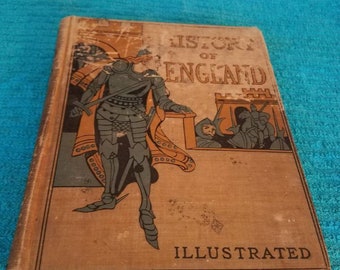 HISTORY
OF
ENGLAND
ILLUSTRATED